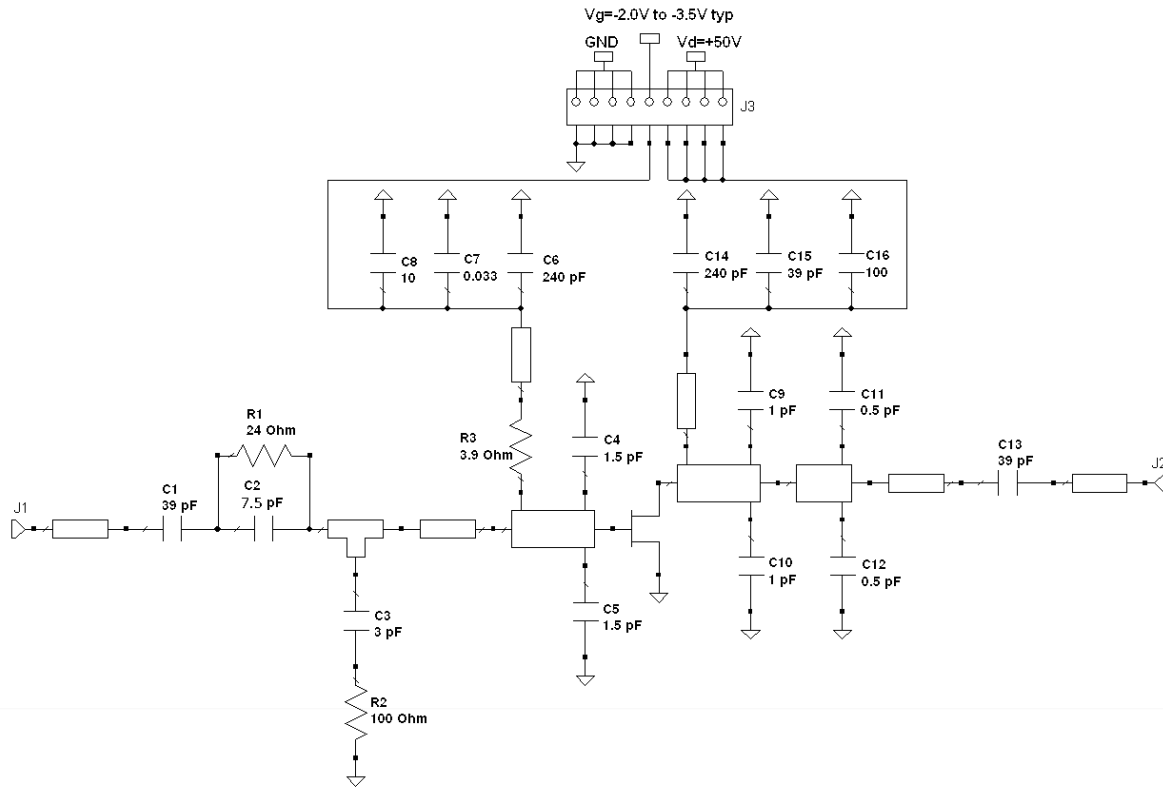 Vg=-2.0V to -3.5V typ
GND
Vd=+50V
J3
C8
10
C7
0.033
C6
240 pF
C14
240 pF
C15
39 pF
C16
100
R1
24 Ohm
R3
3.9 Ohm
C4
1.5 pF
C9
1 pF
C11
0.5 pF
C13
39 pF
J1
C1
39 pF
C2
7.5 pF
J2
C10
1 pF
C12
0.5 pF
C3
3 pF
C5
1.5 pF
R2
100 Ohm